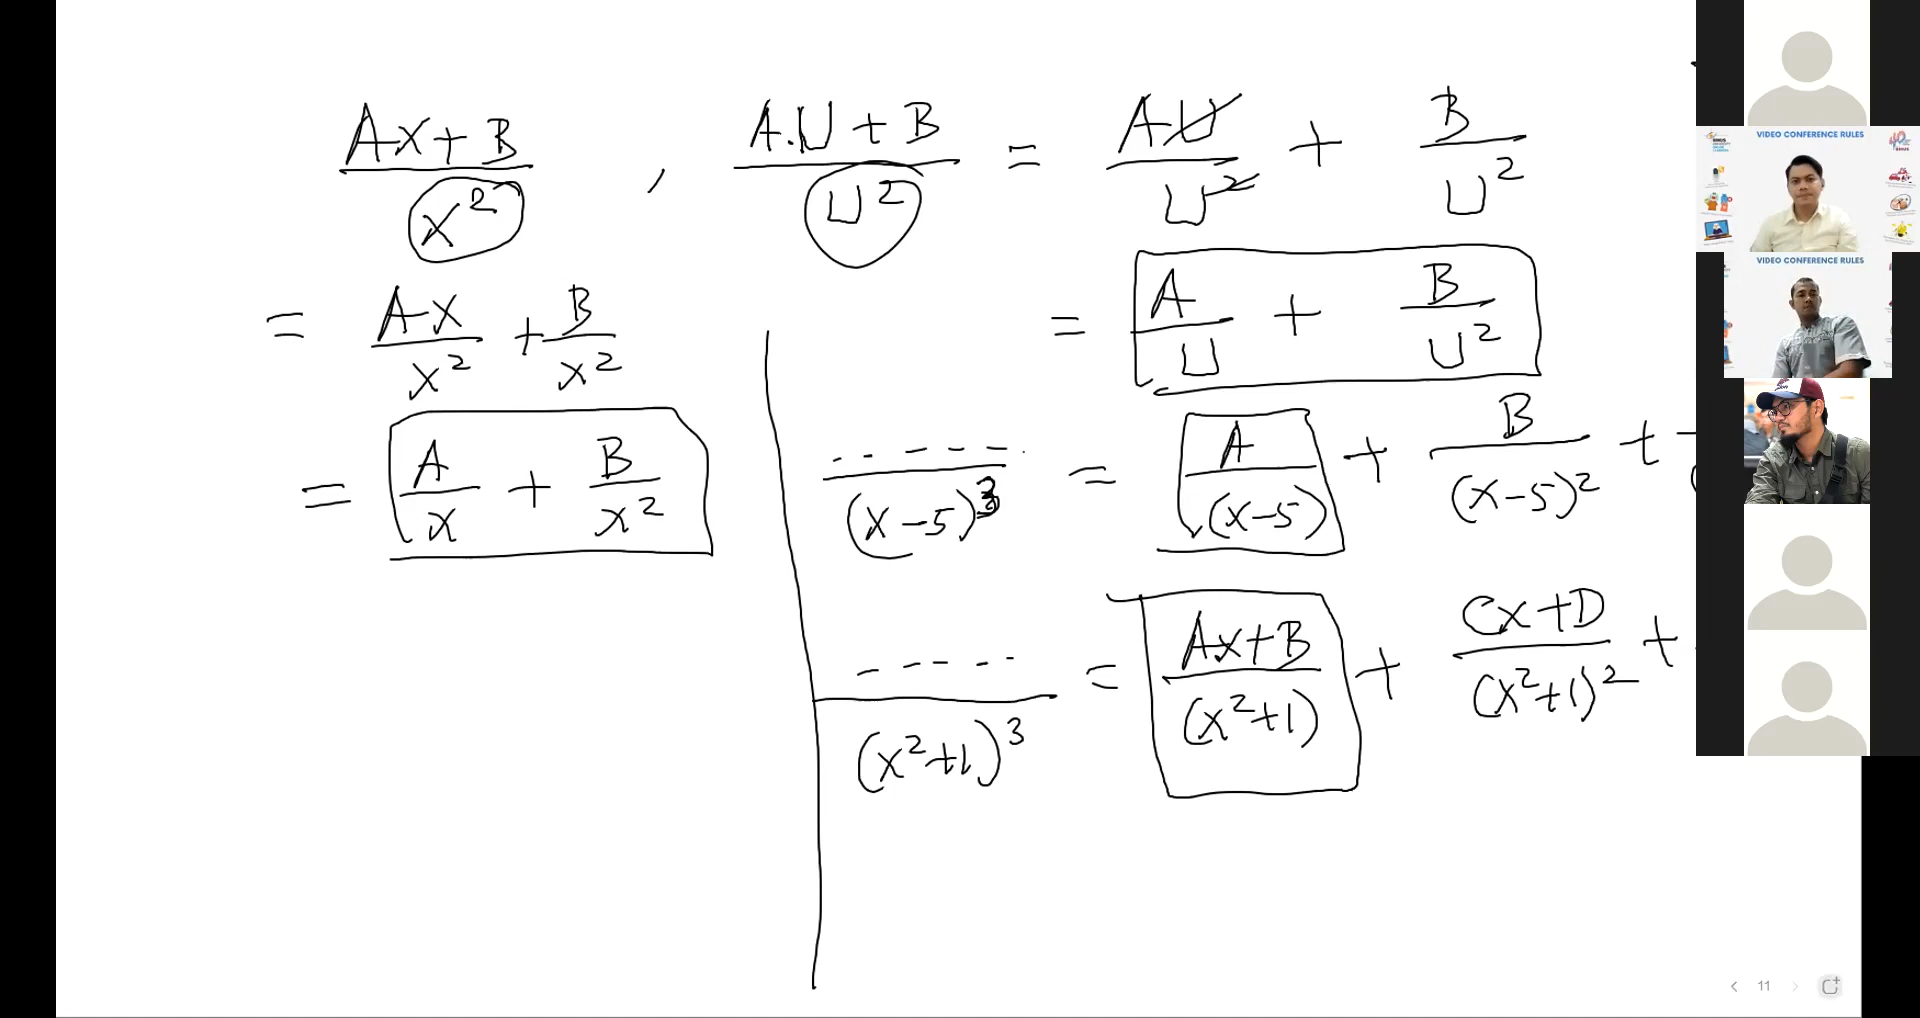 Ax+B / x² , A.U+B / U² = AU / U² + B / U²
= Ax / x² + B / x²
= A / U + B / U²
= A / x + B / x²
- - - - - / (x-5)³ = A / (x-5) + B / (x-5)² +
- - - - - / (x²+1)³ = Ax+B / (x²+1) + Cx+D / (x²+1)² +
VIDEO CONFERENCE RULES
VIDEO CONFERENCE RULES
11